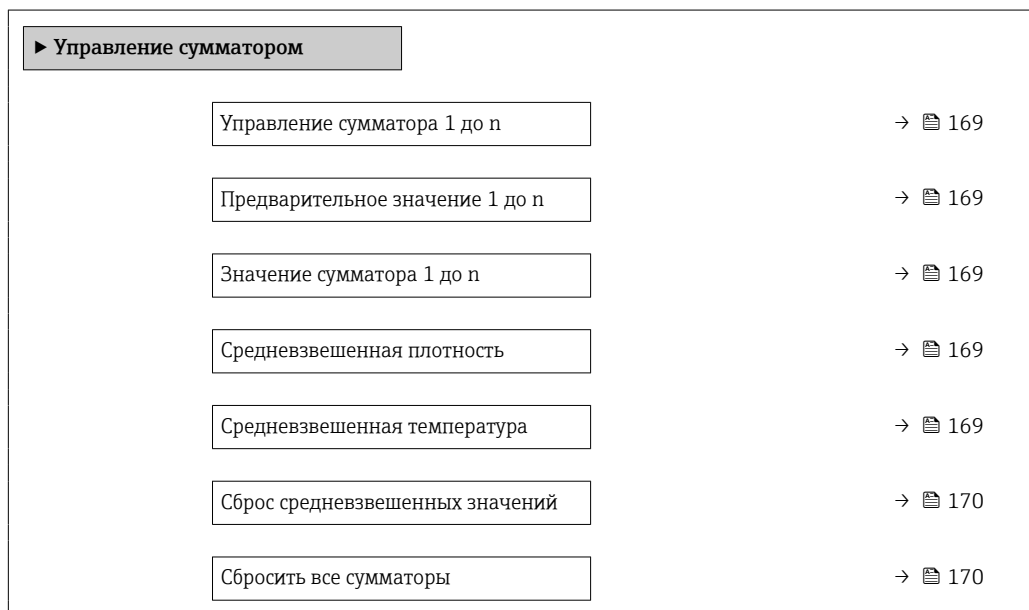 ▶ Управление сумматором
Управление сумматора 1 до n → 169
Предварительное значение 1 до n → 169
Значение сумматора 1 до n → 169
Средневзвешенная плотность → 169
Средневзвешенная температура → 169
Сброс средневзвешенных значений → 170
Сбросить все сумматоры → 170